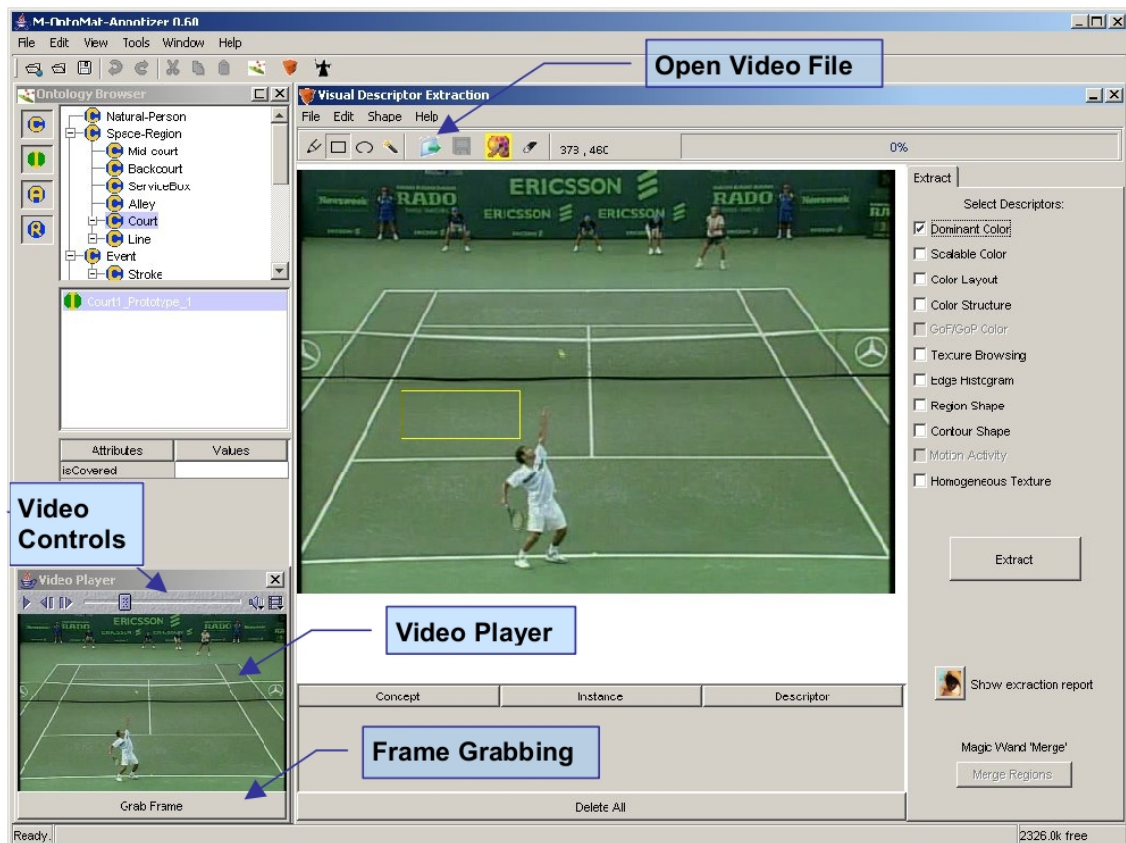 M-OntoMat-Annotizer 0.60
File Edit View Tools Window Help
Open Video File
Ontology Browser
Natural-Person
Space-Region
Mid-court
Backcourt
ServiceBox
Alley
Court
Line
Event
Stroke
Court1_Prototype_1
Attributes Values
isCovered
Video
Controls
Video Player
ERICSSON
RADO
Grab Frame
Visual Descriptor Extraction
File Edit Shape Help
373 , 460
0%
Newsweek RADO ERICSSON RADO Newsweek
ERICSSON ERICSSON
Video Player
Concept Instance Descriptor
Frame Grabbing
Delete All
Extract
Select Descriptors:
Dominant Color
Scalable Color
Color Layout
Color Structure
GoF/GoP Color
Texture Browsing
Edge Histogram
Region Shape
Contour Shape
Motion Activity
Homogeneous Texture
Extract
Show extraction report
Magic Wand 'Merge'
Merge Regions
Ready.
2326.0k free